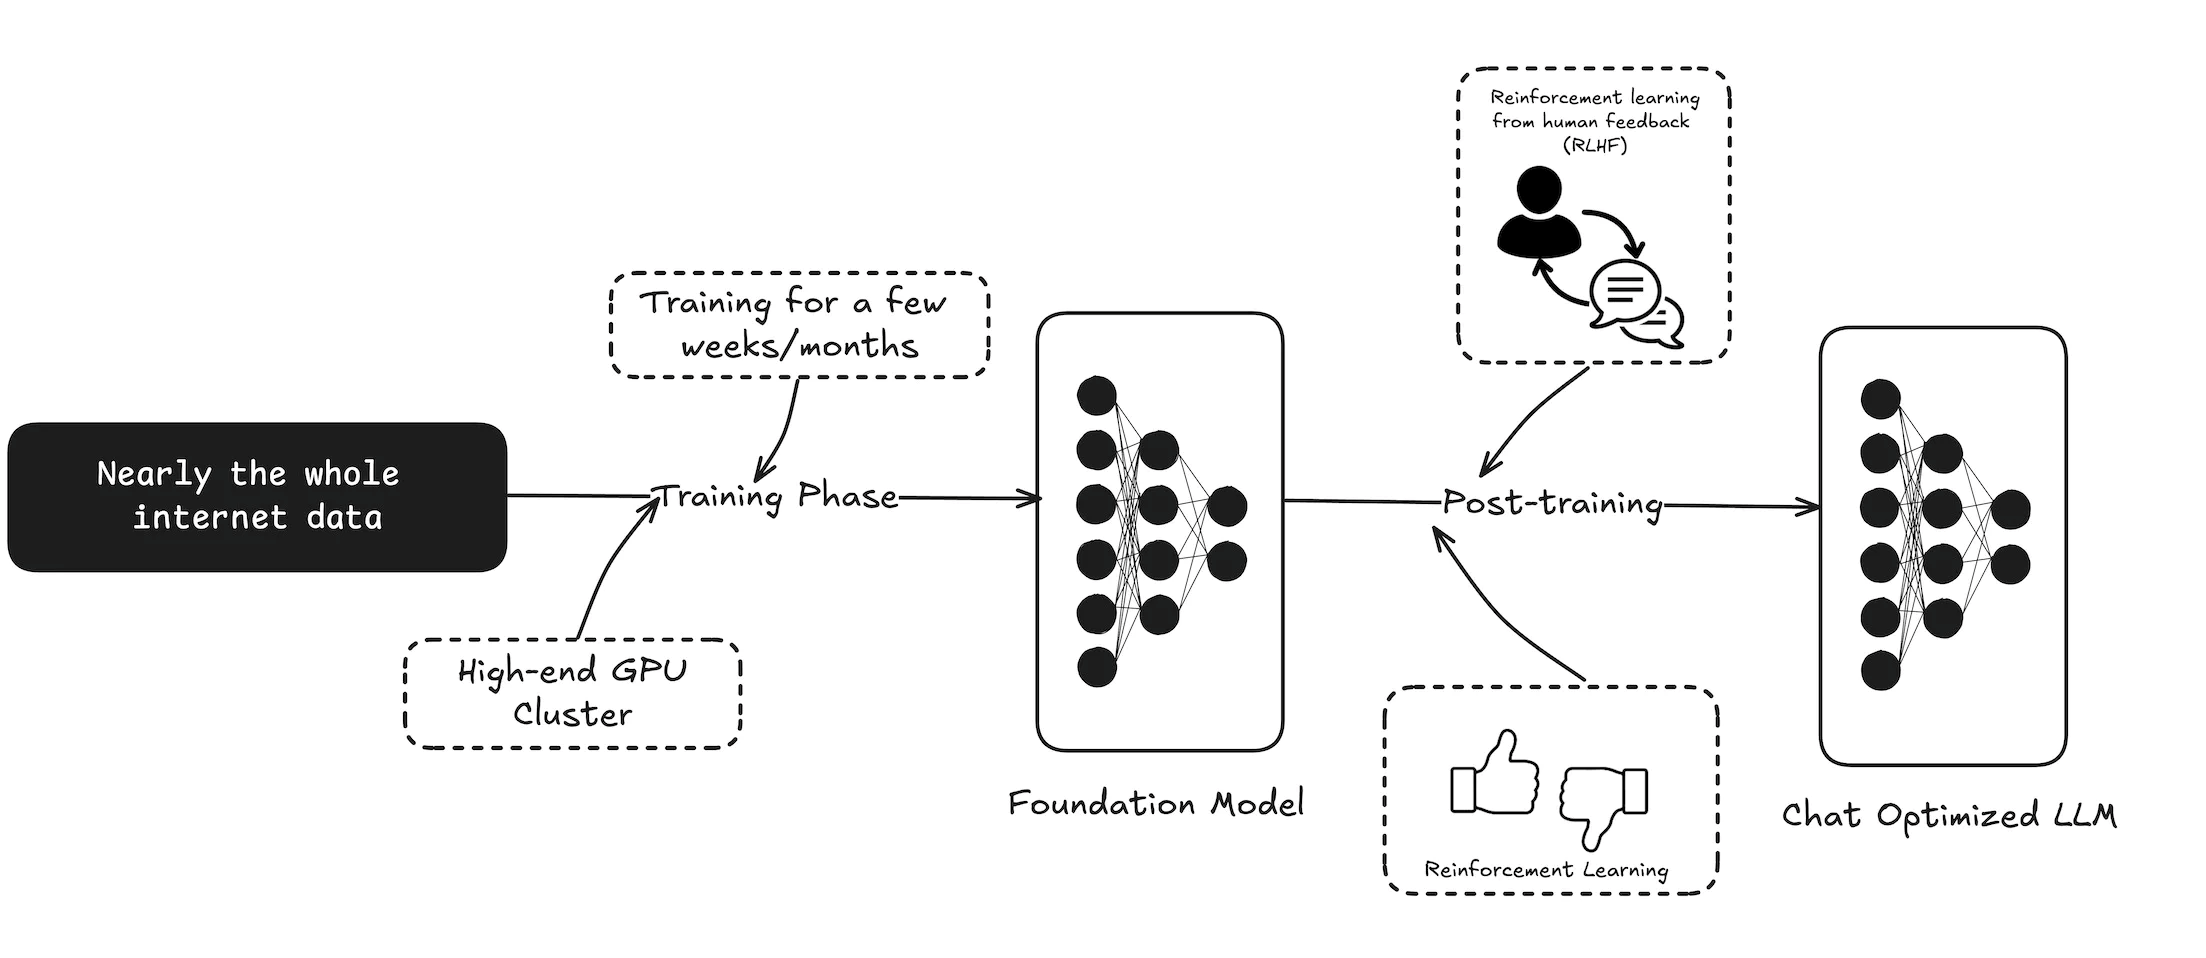 Nearly the whole
internet data
Training for a few
weeks/months
Training Phase
High-end GPU
Cluster
Foundation Model
Reinforcement learning
from human feedback
(RLHF)
Post-training
Reinforcement Learning
Chat Optimized LLM